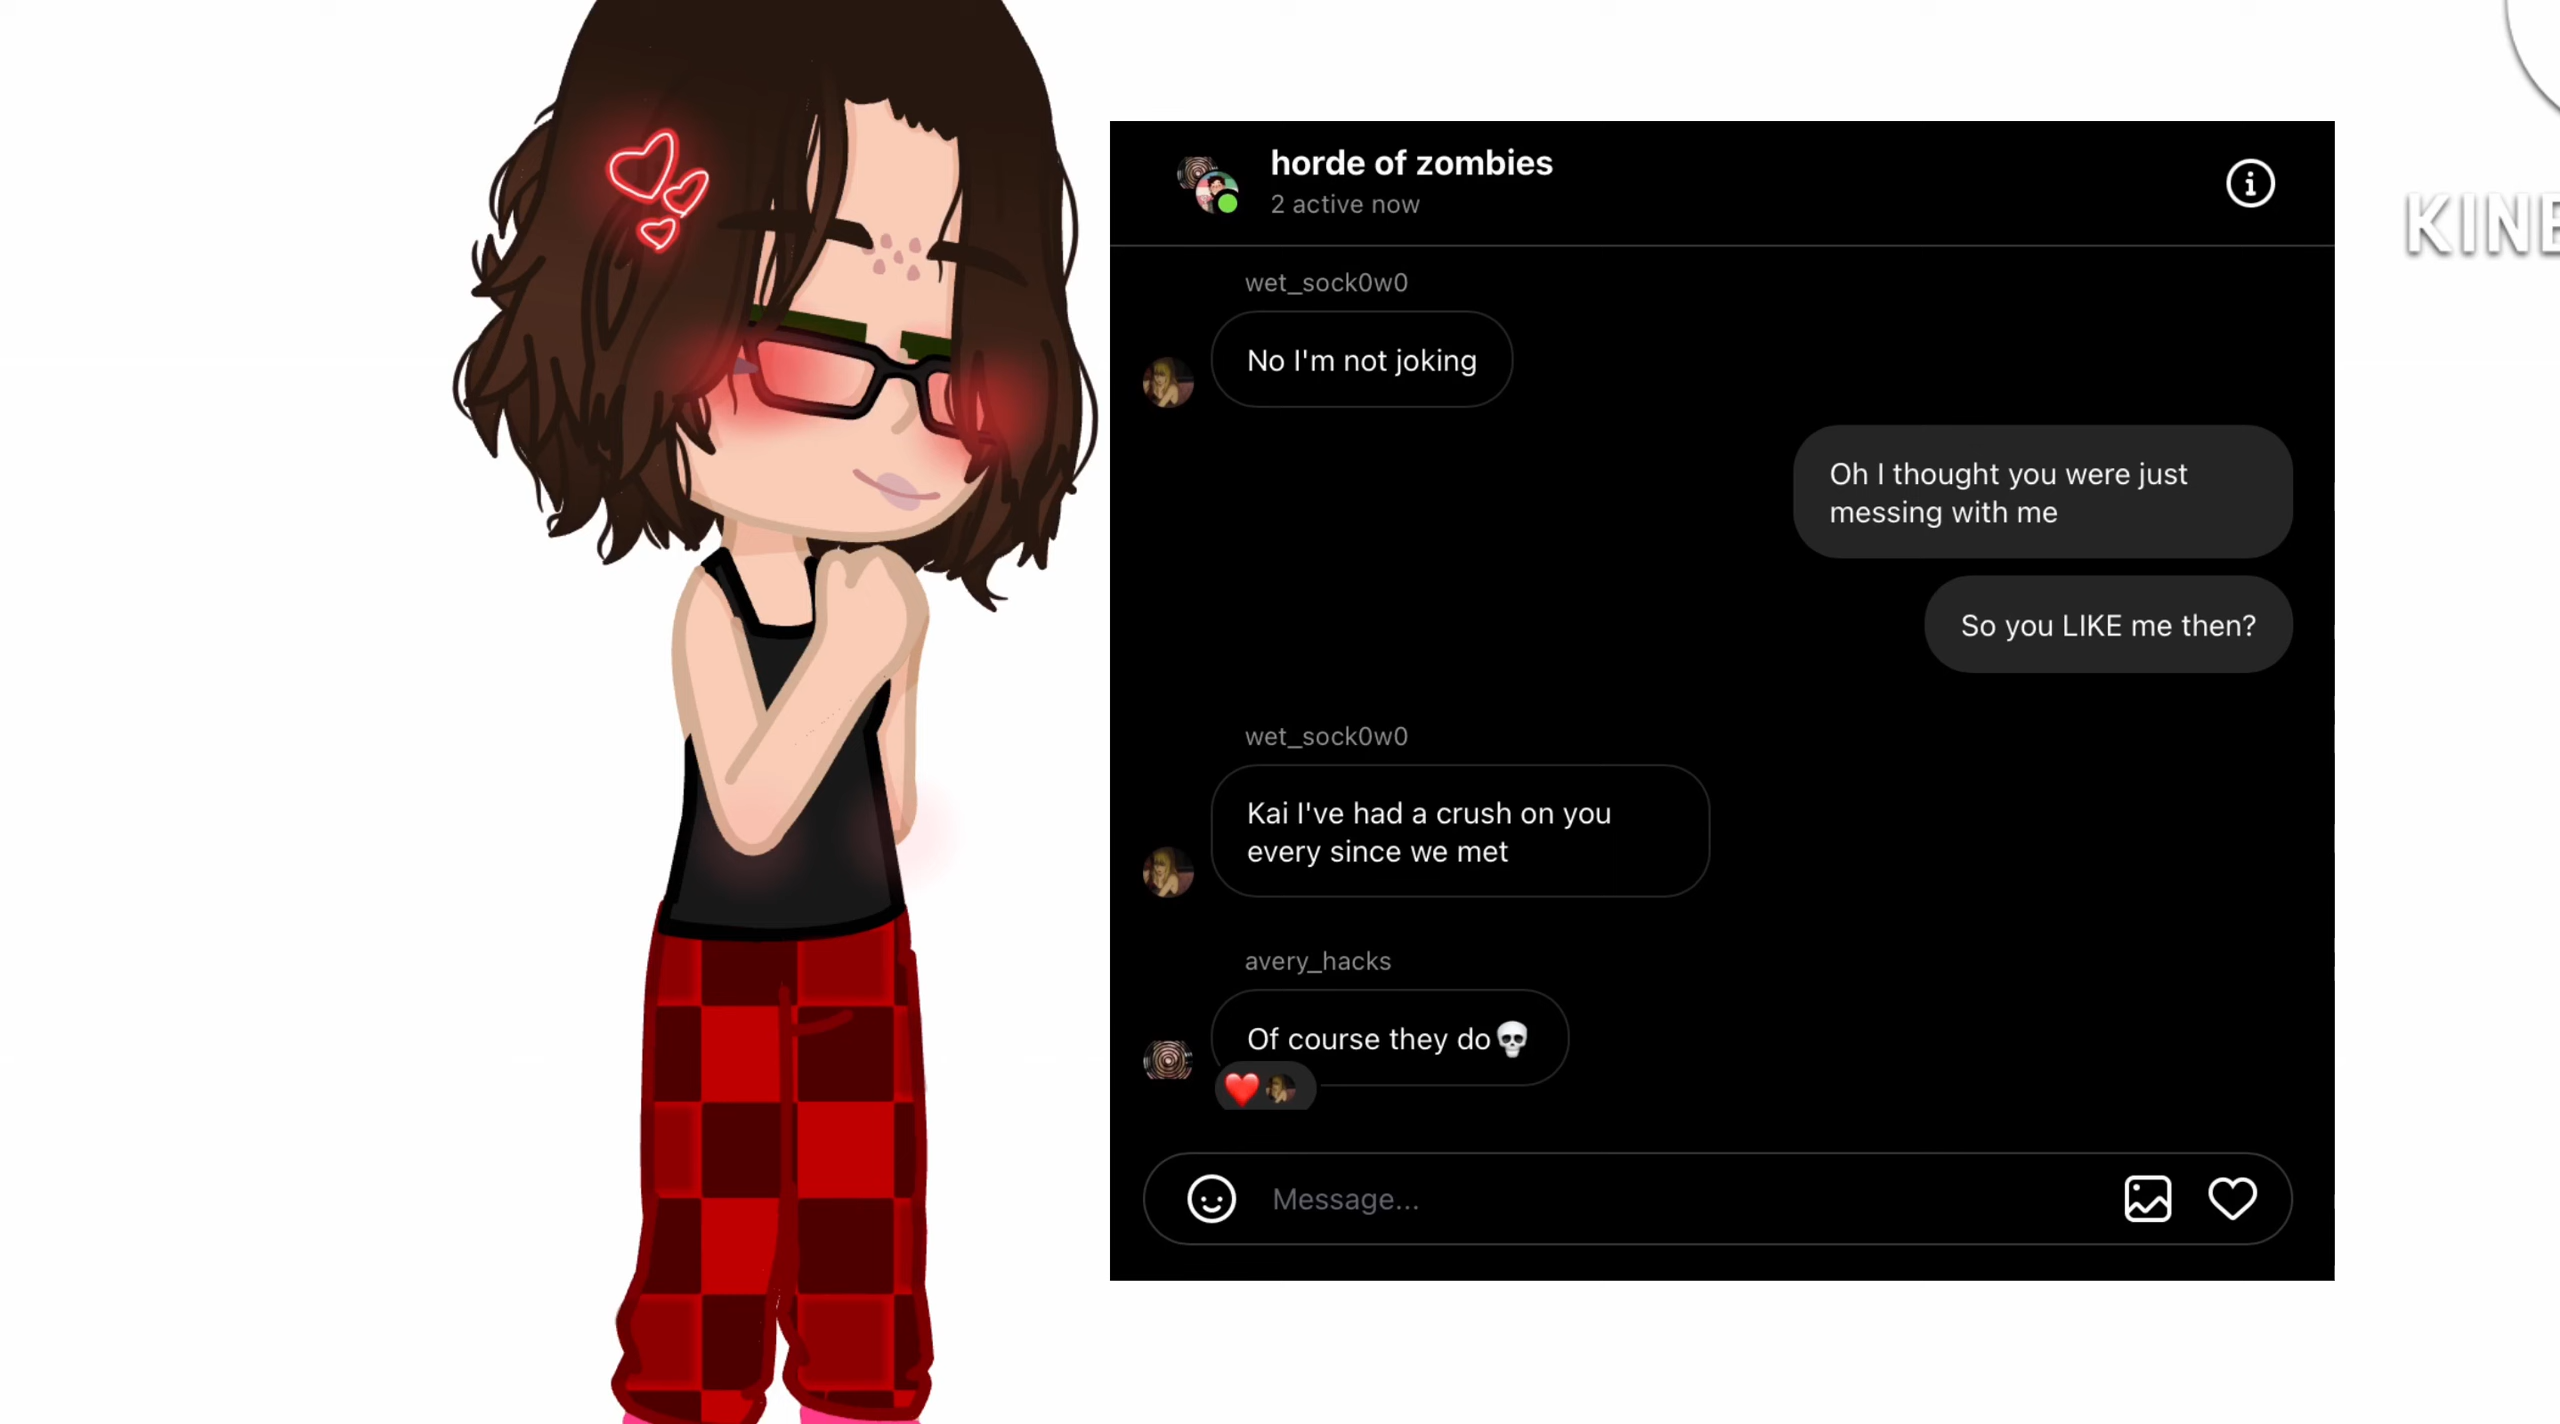 horde of zombies
2 active now
KINE
wet_sock0w0
No I'm not joking
Oh I thought you were just
messing with me
So you LIKE me then?
wet_sock0w0
Kai I've had a crush on you
every since we met
avery_hacks
Of course they do💀
❤️
Message...